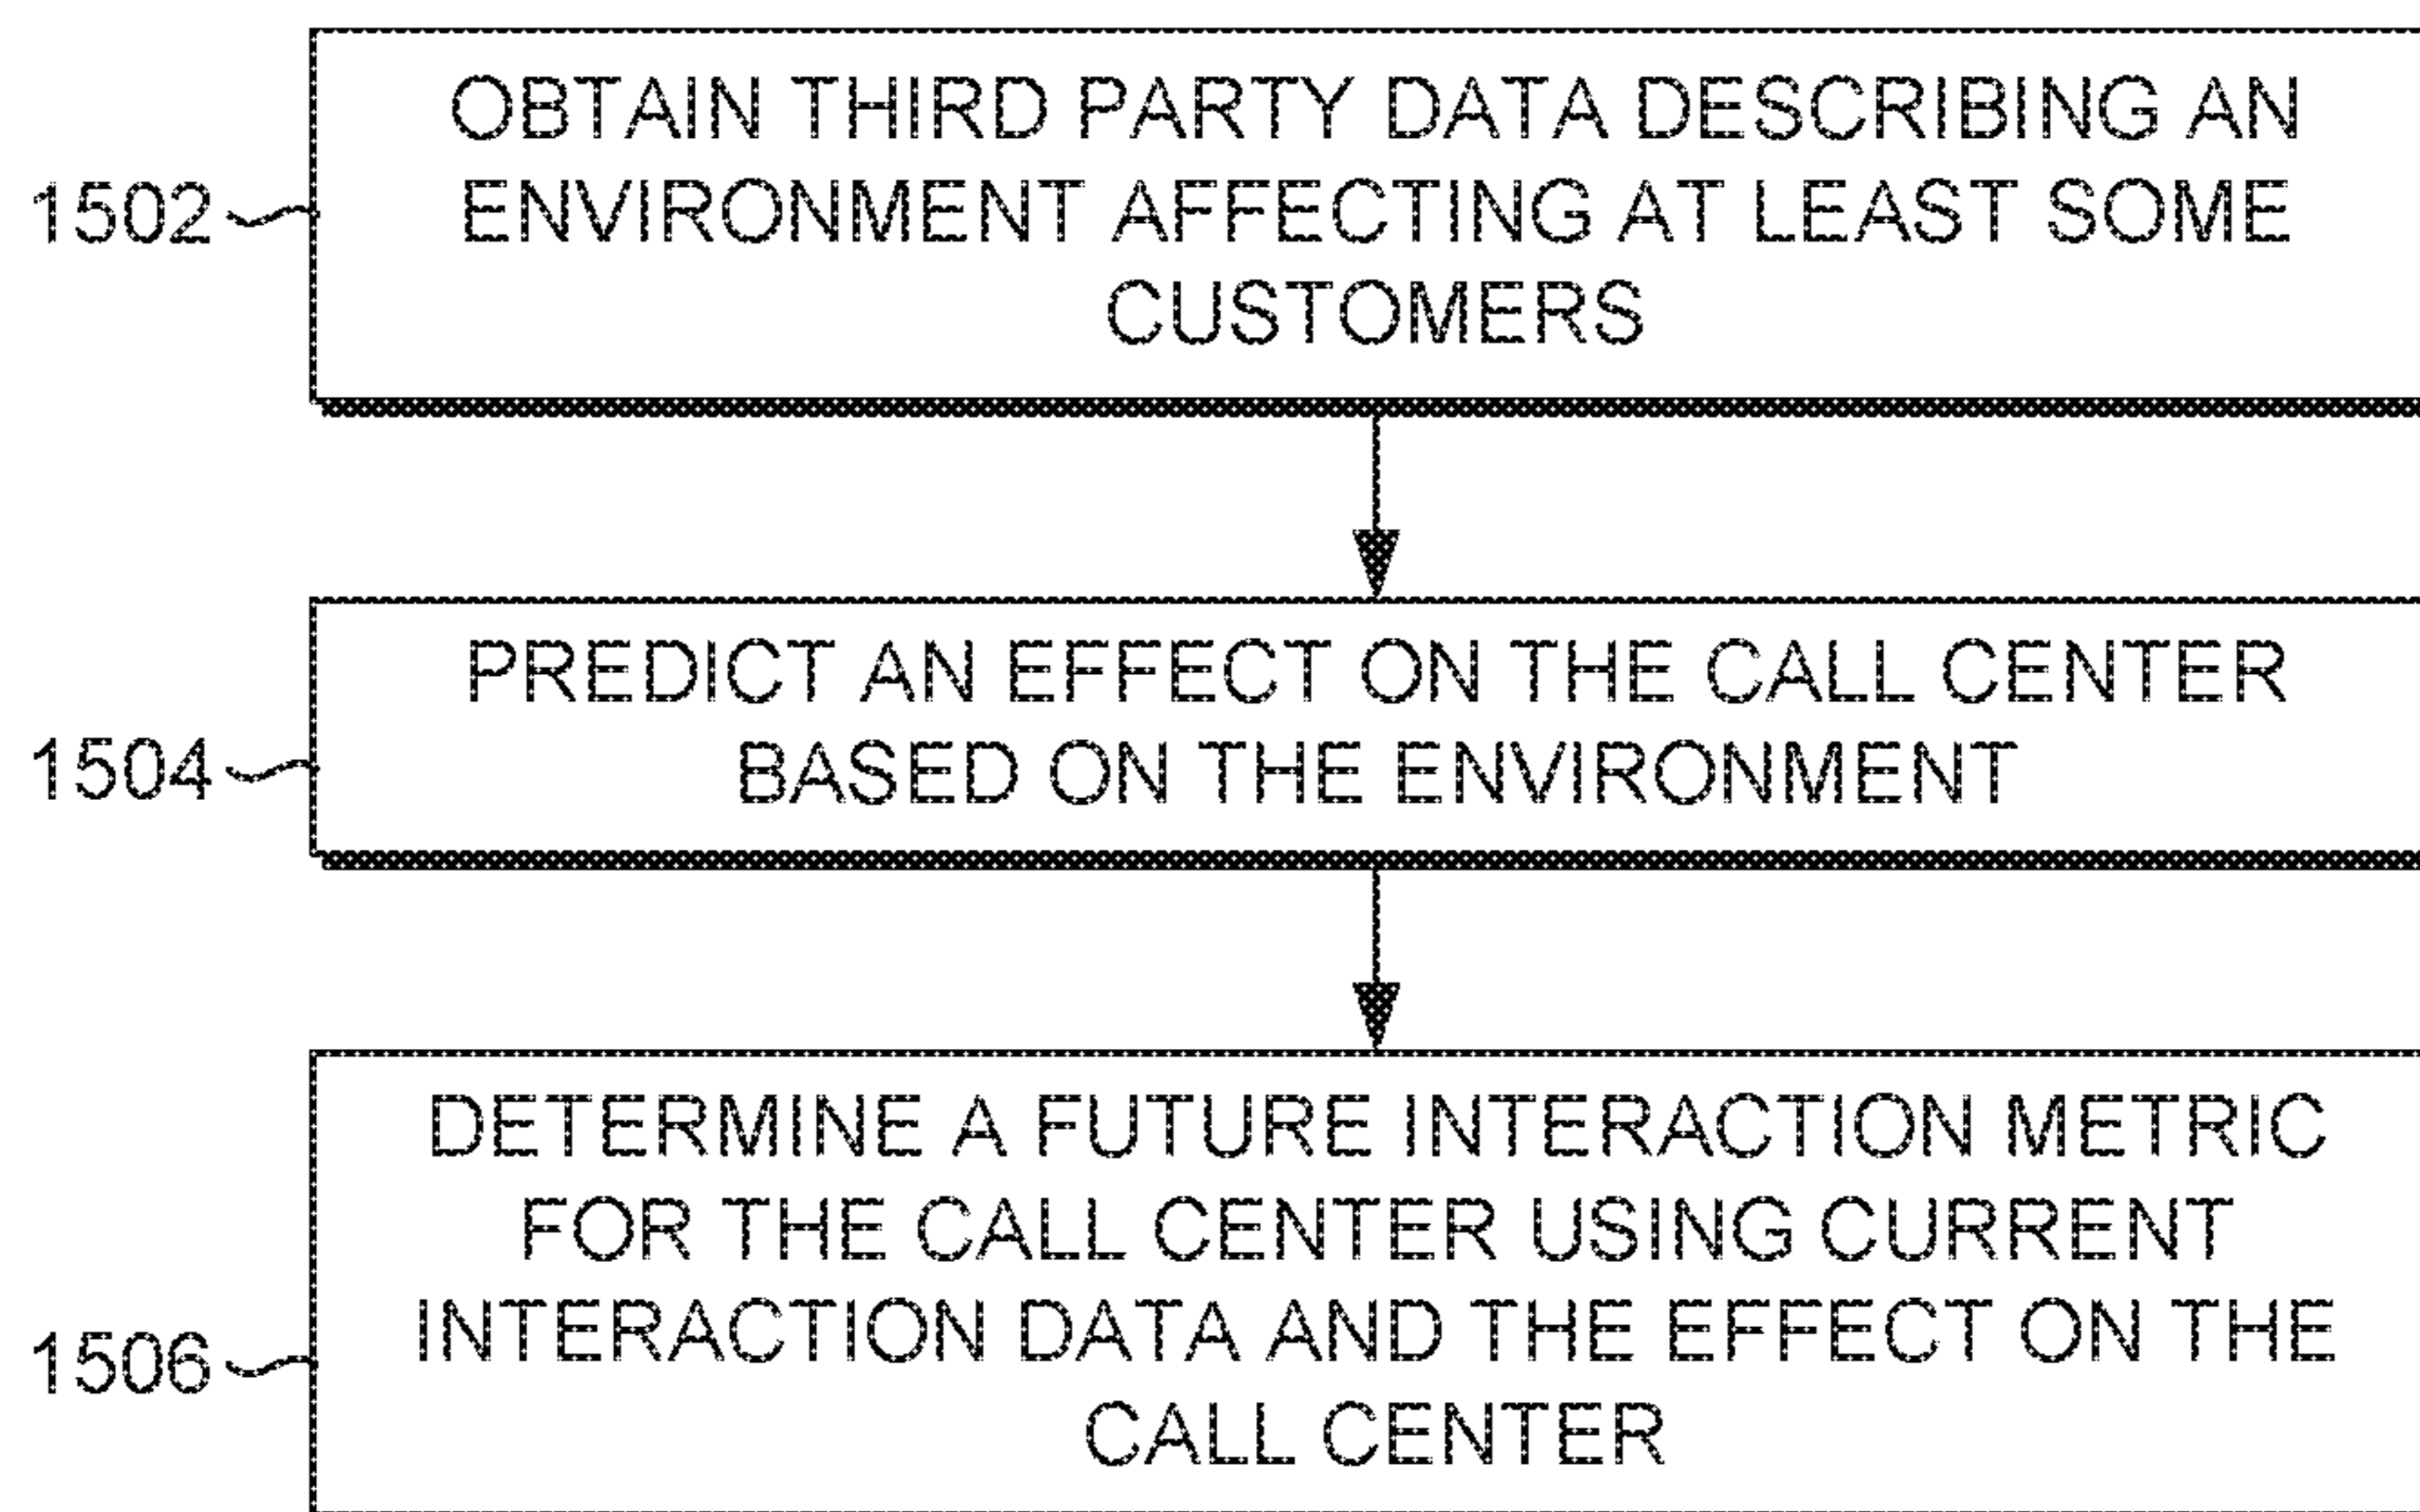 OBTAIN THIRD PARTY DATA DESCRIBING AN
1502 ENVIRONMENT AFFECTING AT LEAST SOME
CUSTOMERS
PREDICT AN EFFECT ON THE CALL CENTER
1504 BASED ON THE ENVIRONMENT
DETERMINE A FUTURE INTERACTION METRIC
FOR THE CALL CENTER USING CURRENT
1506 INTERACTION DATA AND THE EFFECT ON THE
CALL CENTER